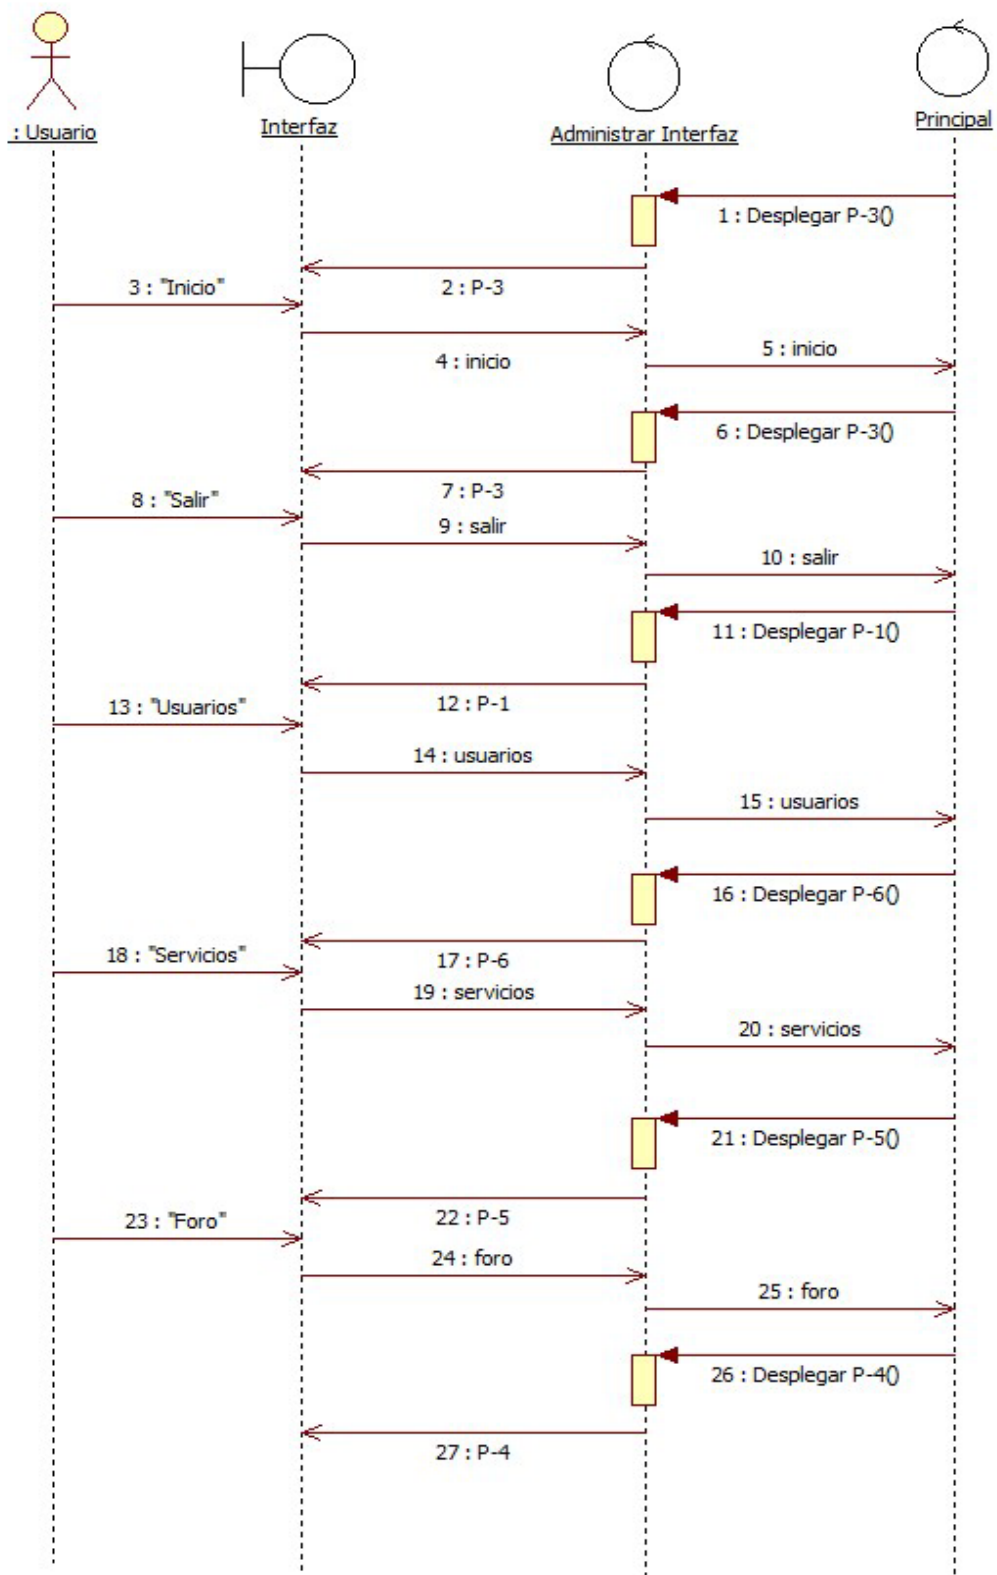 : Usuario
Interfaz
Administrar Interfaz
Principal
1 : Desplegar P-3()
2 : P-3
3 : "Inicio"
4 : inicio
5 : inicio
6 : Desplegar P-3()
7 : P-3
8 : "Salir"
9 : salir
10 : salir
11 : Desplegar P-1()
12 : P-1
13 : "Usuarios"
14 : usuarios
15 : usuarios
16 : Desplegar P-6()
17 : P-6
18 : "Servicios"
19 : servicios
20 : servicios
21 : Desplegar P-5()
22 : P-5
23 : "Foro"
24 : foro
25 : foro
26 : Desplegar P-4()
27 : P-4